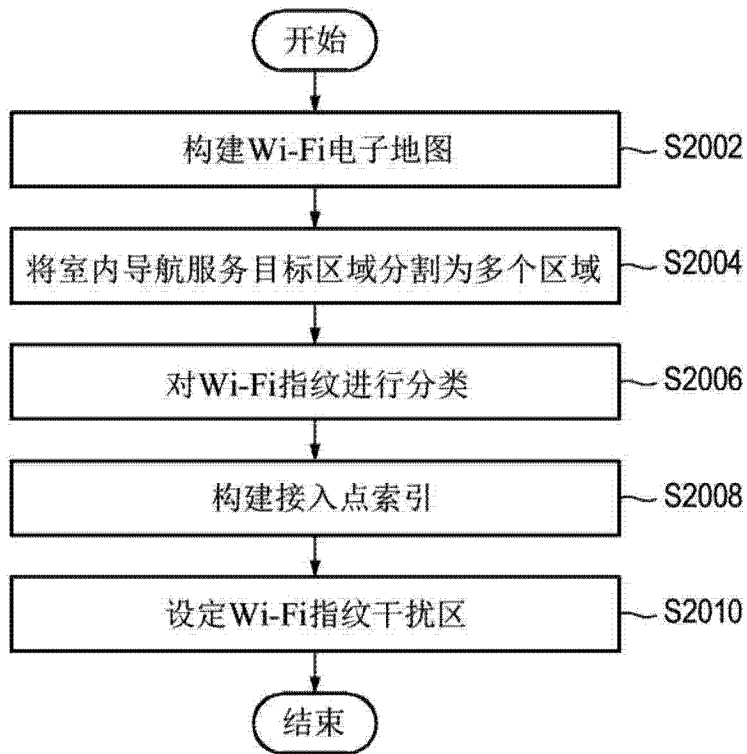 开始
构建Wi-Fi电子地图
S2002
将室内导航服务目标区域分割为多个区域
S2004
对Wi-Fi指纹进行分类
S2006
构建接入点索引
S2008
设定Wi-Fi指纹干扰区
S2010
结束